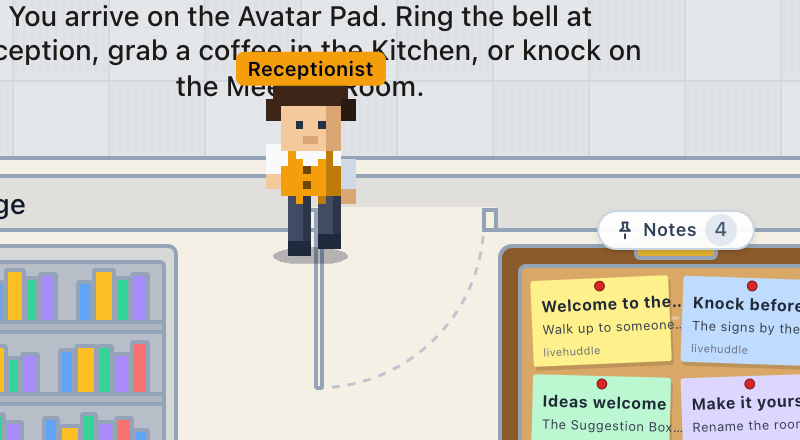 You arrive on the Avatar Pad. Ring the bell at
ception, grab a coffee in the Kitchen, or knock on
the Room.
Receptionist
ge
Notes 4
Welcome to the...
Walk up to someone...
livehuddle
Knock before
The signs by the
livehuddle
Ideas welcome
The Suggestion Box...
Make it yours
Rename the room